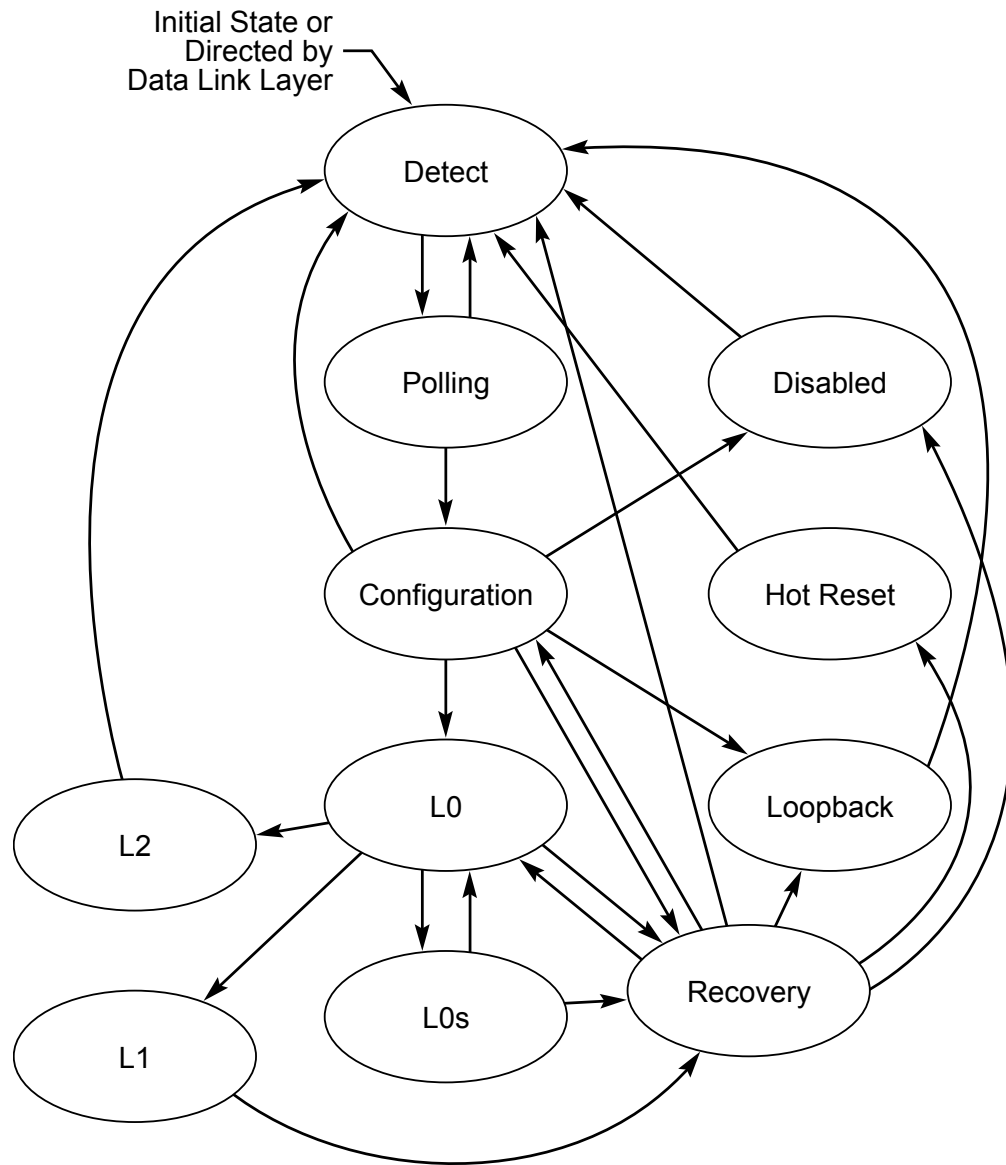 Initial State or
Directed by
Data Link Layer
Detect
Polling
Disabled
Configuration
Hot Reset
L0
Loopback
L2
Recovery
L0s
L1